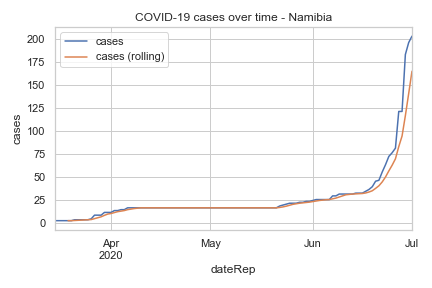 COVID-19 cases over time - Namibia
cases
cases (rolling)
200
175
150
125
100
75
50
25
0
cases
Apr
2020
May
Jun
Jul
dateRep